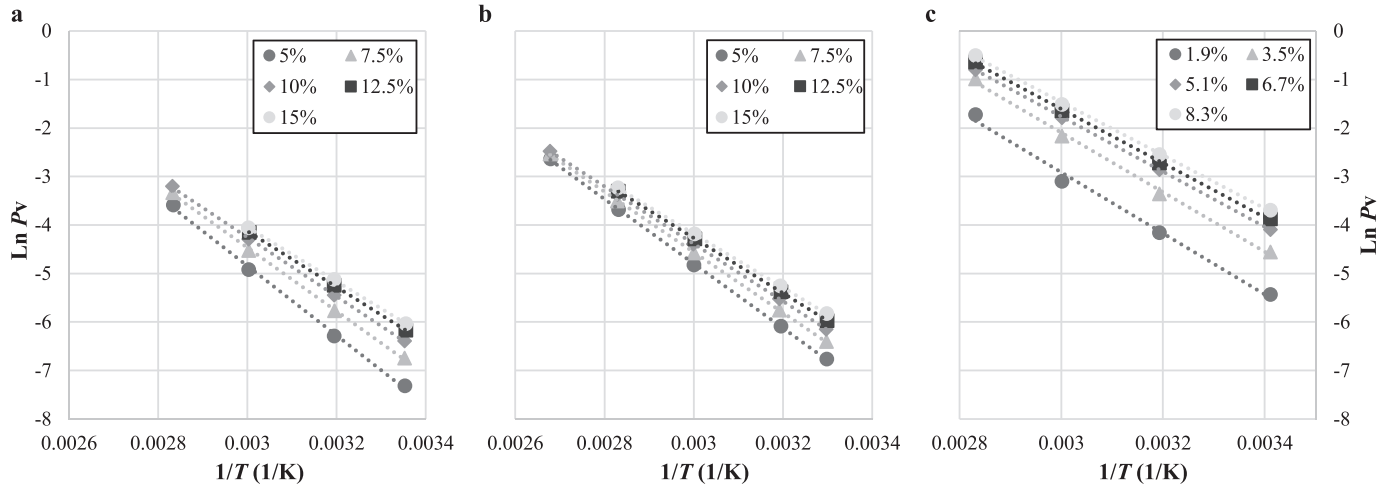 a
0
-1
-2
-3
-4
-5
-6
-7
-8
Ln Pv
5% 7.5%
10% 12.5%
15%
0.0026 0.0028 0.003 0.0032 0.0034
1/T (1/K)
b
5% 7.5%
10% 12.5%
15%
0.0026 0.0028 0.003 0.0032 0.0034
1/T (1/K)
c
0
-1
-2
-3
-4
-5
-6
-7
-8
Ln Pv
1.9% 3.5%
5.1% 6.7%
8.3%
0.0028 0.003 0.0032 0.0034
1/T (1/K)